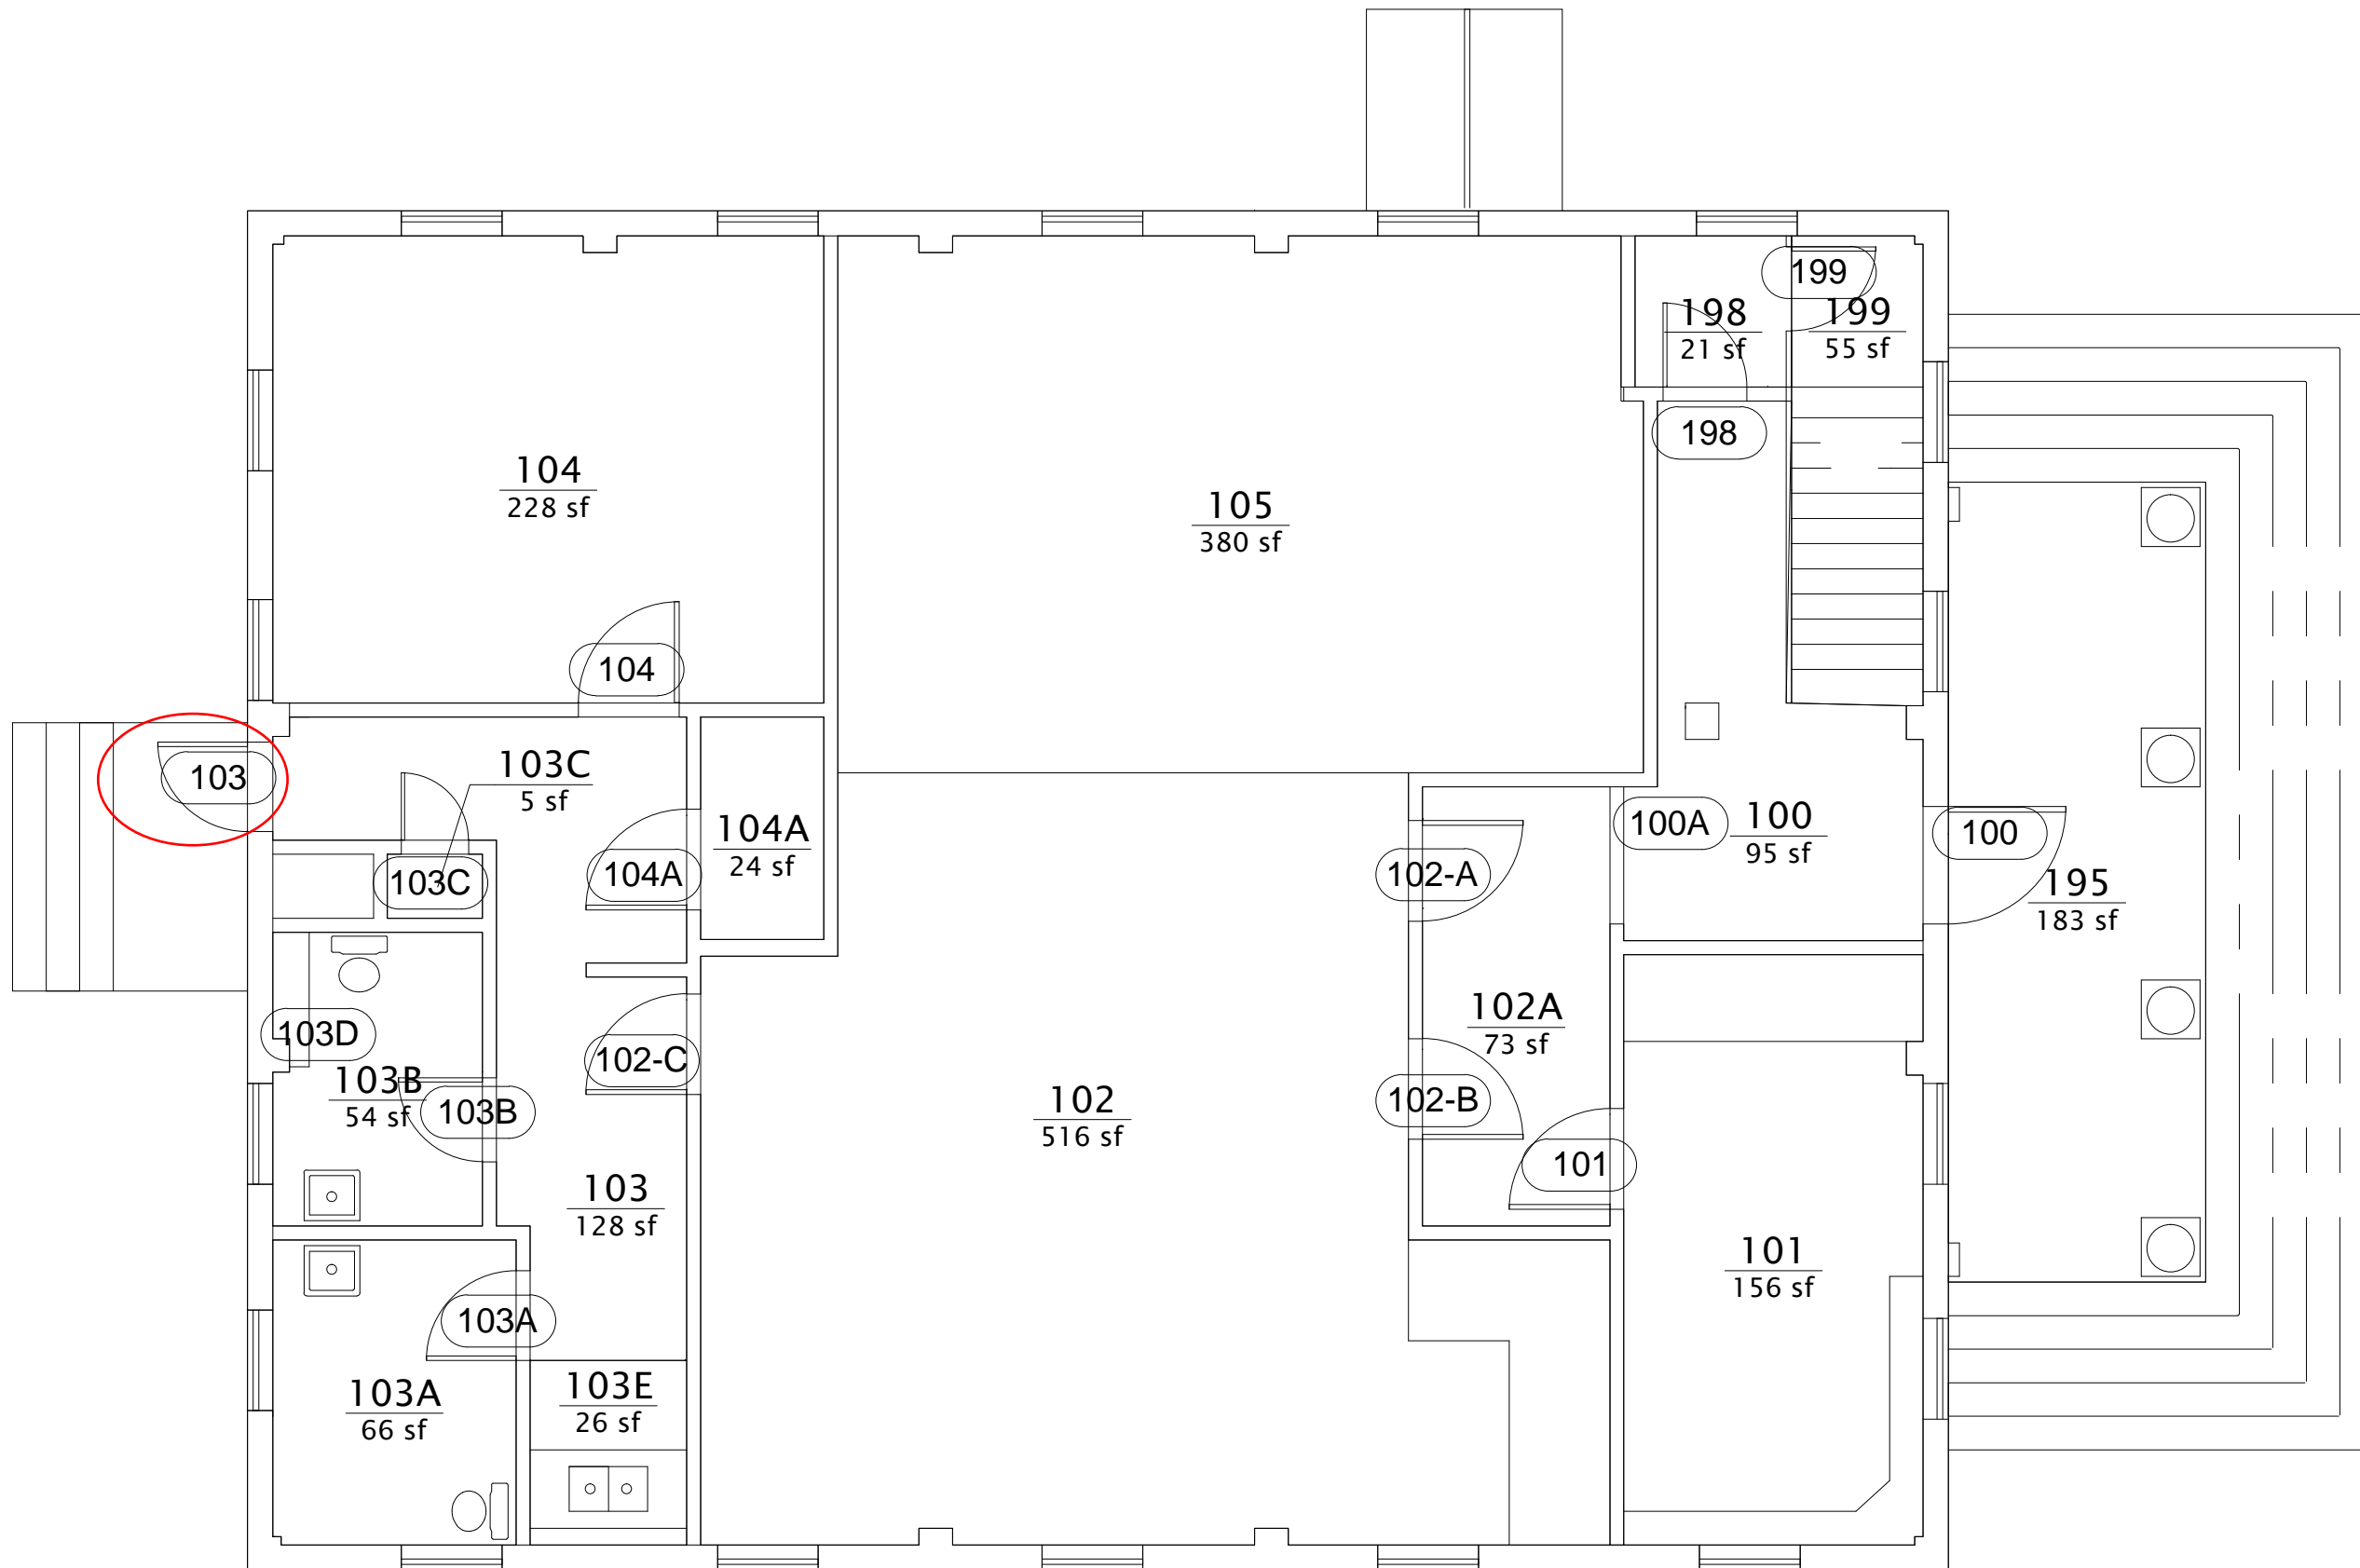 199
198
21 sf
199
55 sf
198
104
228 sf
105
380 sf
104
103
103C
5 sf
100A
100
95 sf
100
104A
24 sf
104A
102-A
103C
195
183 sf
102A
73 sf
103D
102-C
103B
54 sf
103B
102
516 sf
102-B
101
103
128 sf
101
156 sf
103A
103A
66 sf
103E
26 sf